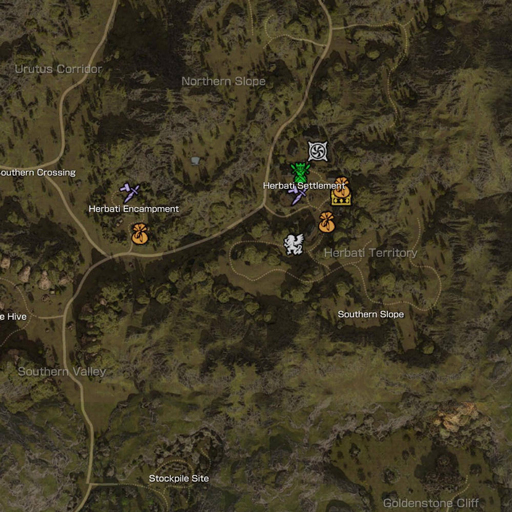 Urutus Corridor
Northern Slope
Southern Crossing
Herbati Settlement
Herbati Encampment
Herbati Territory
Southern Slope
e Hive
Southern Valley
Stockpile Site
Goldenstone Cliff